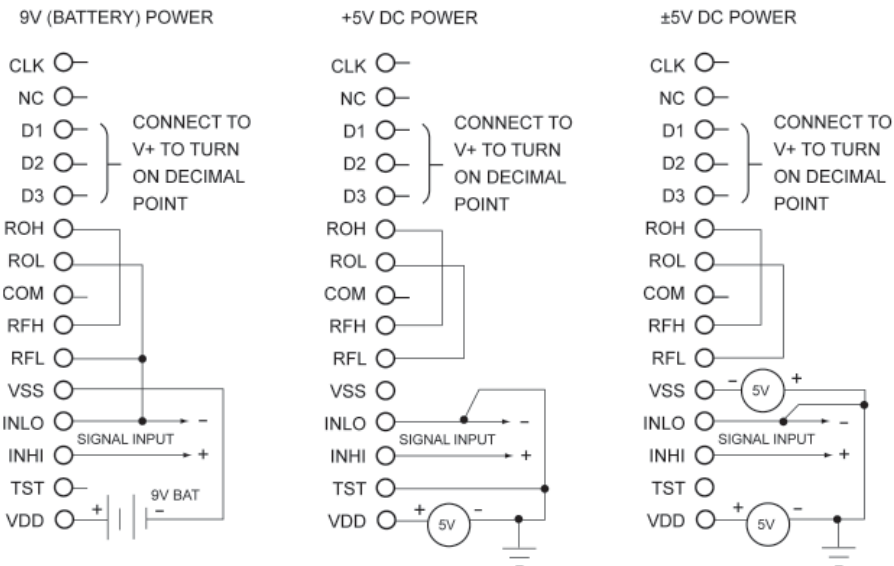 9V (BATTERY) POWER
CLK
NC
D1
D2
D3
CONNECT TO
V+ TO TURN
ON DECIMAL
POINT
ROH
ROL
COM
RFH
RFL
VSS
INLO
-
SIGNAL INPUT
INHI
+
TST
9V BAT
VDD
+
-
+5V DC POWER
CLK
NC
D1
D2
D3
CONNECT TO
V+ TO TURN
ON DECIMAL
POINT
ROH
ROL
COM
RFH
RFL
VSS
INLO
-
SIGNAL INPUT
INHI
+
TST
VDD
+
5V
-
±5V DC POWER
CLK
NC
D1
D2
D3
CONNECT TO
V+ TO TURN
ON DECIMAL
POINT
ROH
ROL
COM
RFH
RFL
VSS
-
5V
+
INLO
-
SIGNAL INPUT
INHI
+
TST
VDD
+
5V
-